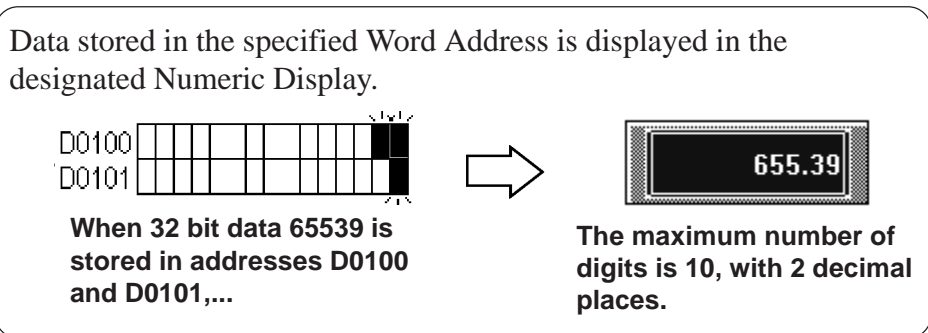 Data stored in the specified Word Address is displayed in the
designated Numeric Display.
D0100
D0101
655.39
When 32 bit data 65539 is
stored in addresses D0100
and D0101,...
The maximum number of
digits is 10, with 2 decimal
places.